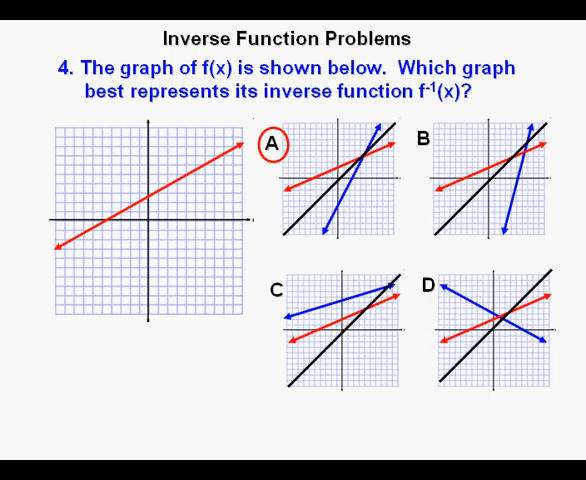 Inverse Function Problems
4. The graph of f(x) is shown below. Which graph
best represents its inverse function f⁻¹(x)?
A
B
C
D